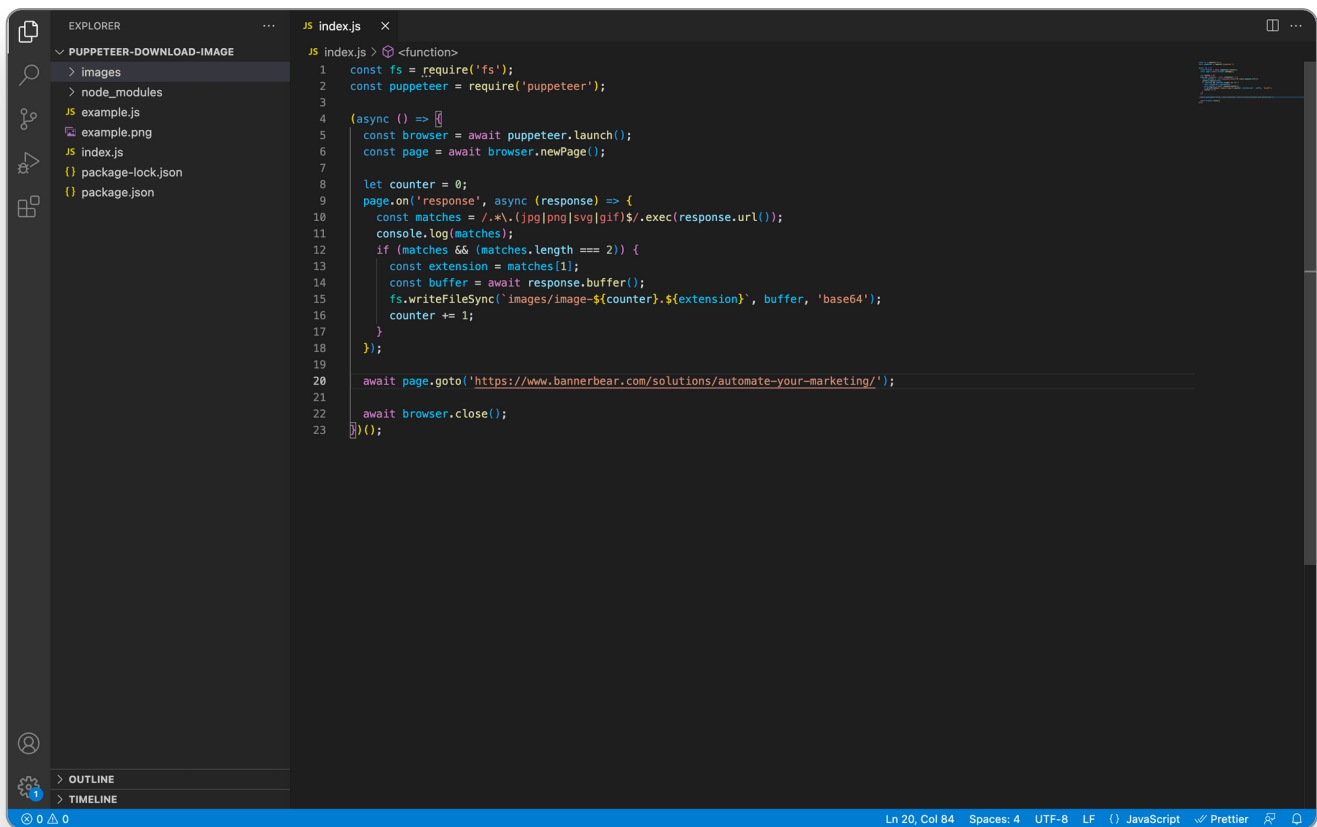 EXPLORER
PUPPETEER-DOWNLOAD-IMAGE
images
node_modules
JS example.js
example.png
JS index.js
{} package-lock.json
{} package.json
OUTLINE
TIMELINE
JS index.js
JS index.js > <function>
1 const fs = require('fs');
2 const puppeteer = require('puppeteer');
3
4 (async () => {
5 const browser = await puppeteer.launch();
6 const page = await browser.newPage();
7
8 let counter = 0;
9 page.on('response', async (response) => {
10 const matches = /.*\.(jpg|png|svg|gif)$/.exec(response.url());
11 console.log(matches);
12 if (matches && (matches.length === 2)) {
13 const extension = matches[1];
14 const buffer = await response.buffer();
15 fs.writeFileSync(`images/image-${counter}.${extension}`, buffer, 'base64');
16 counter += 1;
17 }
18 });
19
20 await page.goto('https://www.bannerbear.com/solutions/automate-your-marketing/');
21
22 await browser.close();
23 })();
1
0 0
Ln 20, Col 84 Spaces: 4 UTF-8 LF {} JavaScript Prettier